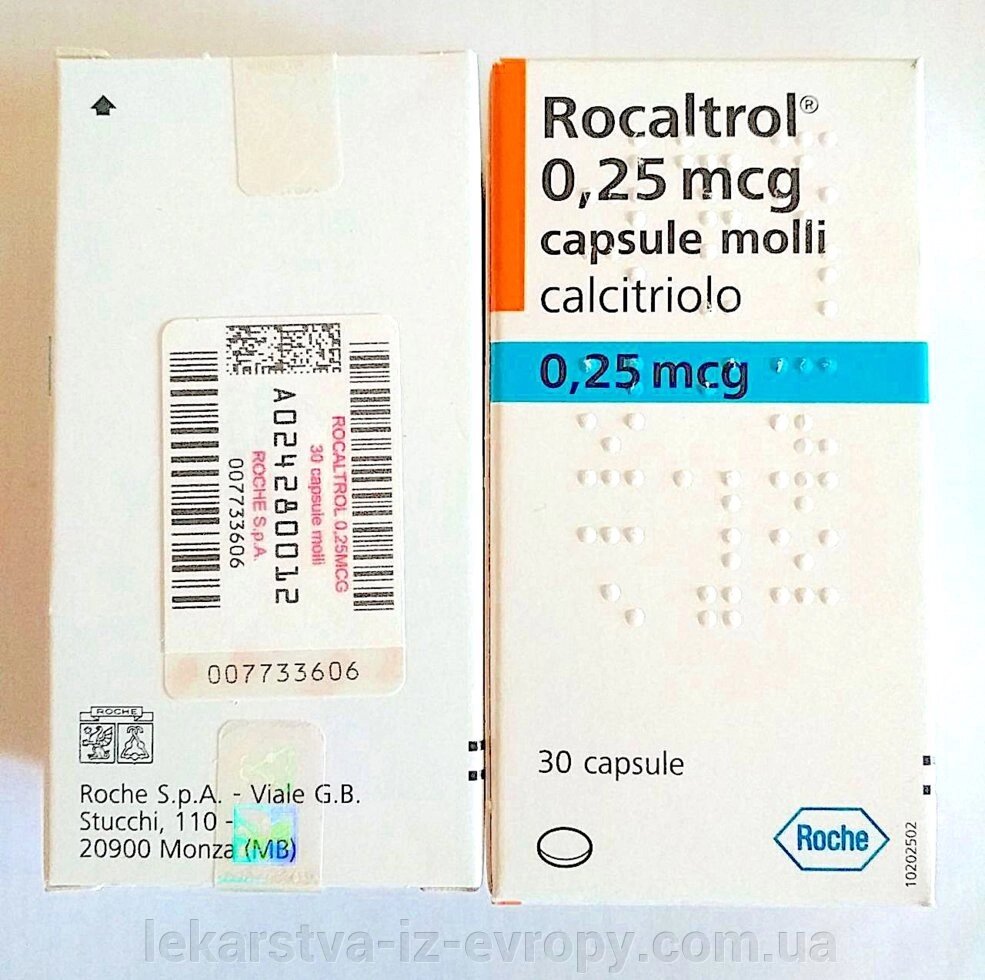 ROCALTROL 0,25MCG
30 capsule molli
A024280012
ROCHE S.p.A.
007733606
007733606
ROCHE
Roche S.p.A. - Viale G.B.
Stucchi, 110 -
20900 Monza (MB)
Rocaltrol®
0,25 mcg
capsule molli
calcitriolo
0,25 mcg
30 capsule
Roche
10202502
lekarstva-iz-evropy.com.ua